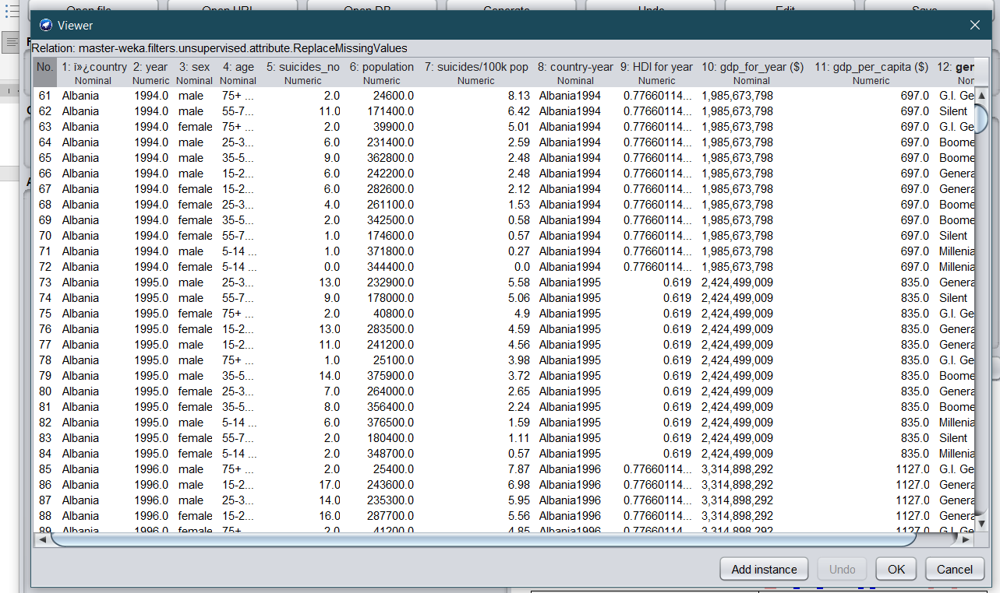 Open file... Open URL... Open DB... Generate... Undo Edit... Save...
Viewer
Relation: master-weka.filters.unsupervised.attribute.ReplaceMissingValues
No. 1: ï»¿country 2: year 3: sex 4: age 5: suicides_no 6: population 7: suicides/100k pop 8: country-year 9: HDI for year 10: gdp_for_year ($) 11: gdp_per_capita ($) 12: gen
Nominal Numeric Nominal Nominal Numeric Numeric Numeric Nominal Numeric Nominal Numeric Nor
61 Albania 1994.0 male 75+ ... 2.0 24600.0 8.13 Albania1994 0.77660114... 1,985,673,798 697.0 G.I. Ge
62 Albania 1994.0 male 55-7... 11.0 171400.0 6.42 Albania1994 0.77660114... 1,985,673,798 697.0 Silent
63 Albania 1994.0 female 75+ ... 2.0 39900.0 5.01 Albania1994 0.77660114... 1,985,673,798 697.0 G.I. Ge
64 Albania 1994.0 male 25-3... 6.0 231400.0 2.59 Albania1994 0.77660114... 1,985,673,798 697.0 Boome
65 Albania 1994.0 male 35-5... 9.0 362800.0 2.48 Albania1994 0.77660114... 1,985,673,798 697.0 Boome
66 Albania 1994.0 male 15-2... 6.0 242200.0 2.48 Albania1994 0.77660114... 1,985,673,798 697.0 Genera
67 Albania 1994.0 female 15-2... 6.0 282600.0 2.12 Albania1994 0.77660114... 1,985,673,798 697.0 Genera
68 Albania 1994.0 female 25-3... 4.0 261100.0 1.53 Albania1994 0.77660114... 1,985,673,798 697.0 Boome
69 Albania 1994.0 female 35-5... 2.0 342500.0 0.58 Albania1994 0.77660114... 1,985,673,798 697.0 Boome
70 Albania 1994.0 female 55-7... 1.0 174600.0 0.57 Albania1994 0.77660114... 1,985,673,798 697.0 Silent
71 Albania 1994.0 male 5-14 ... 1.0 371800.0 0.27 Albania1994 0.77660114... 1,985,673,798 697.0 Millenia
72 Albania 1994.0 female 5-14 ... 0.0 344400.0 0.0 Albania1994 0.77660114... 1,985,673,798 697.0 Millenia
73 Albania 1995.0 male 25-3... 13.0 232900.0 5.58 Albania1995 0.619 2,424,499,009 835.0 Genera
74 Albania 1995.0 male 55-7... 9.0 178000.0 5.06 Albania1995 0.619 2,424,499,009 835.0 Silent
75 Albania 1995.0 female 75+ ... 2.0 40800.0 4.9 Albania1995 0.619 2,424,499,009 835.0 G.I. Ge
76 Albania 1995.0 female 15-2... 13.0 283500.0 4.59 Albania1995 0.619 2,424,499,009 835.0 Genera
77 Albania 1995.0 male 15-2... 11.0 241200.0 4.56 Albania1995 0.619 2,424,499,009 835.0 Genera
78 Albania 1995.0 male 75+ ... 1.0 25100.0 3.98 Albania1995 0.619 2,424,499,009 835.0 G.I. Ge
79 Albania 1995.0 male 35-5... 14.0 375900.0 3.72 Albania1995 0.619 2,424,499,009 835.0 Boome
80 Albania 1995.0 female 25-3... 7.0 264000.0 2.65 Albania1995 0.619 2,424,499,009 835.0 Genera
81 Albania 1995.0 female 35-5... 8.0 356400.0 2.24 Albania1995 0.619 2,424,499,009 835.0 Boome
82 Albania 1995.0 male 5-14 ... 6.0 376500.0 1.59 Albania1995 0.619 2,424,499,009 835.0 Millenia
83 Albania 1995.0 female 55-7... 2.0 180400.0 1.11 Albania1995 0.619 2,424,499,009 835.0 Silent
84 Albania 1995.0 female 5-14 ... 2.0 348700.0 0.57 Albania1995 0.619 2,424,499,009 835.0 Millenia
85 Albania 1996.0 male 75+ ... 2.0 25400.0 7.87 Albania1996 0.77660114... 3,314,898,292 1127.0 G.I. Ge
86 Albania 1996.0 male 15-2... 17.0 243600.0 6.98 Albania1996 0.77660114... 3,314,898,292 1127.0 Genera
87 Albania 1996.0 male 25-3... 14.0 235300.0 5.95 Albania1996 0.77660114... 3,314,898,292 1127.0 Genera
88 Albania 1996.0 female 15-2... 16.0 287700.0 5.56 Albania1996 0.77660114... 3,314,898,292 1127.0 Genera
89 Albania 1996.0 female 75+ ... 2.0 41200.0 4.85 Albania1996 0.77660114... 3,314,898,292 1127.0 G.I. Ge
Add instance Undo OK Cancel